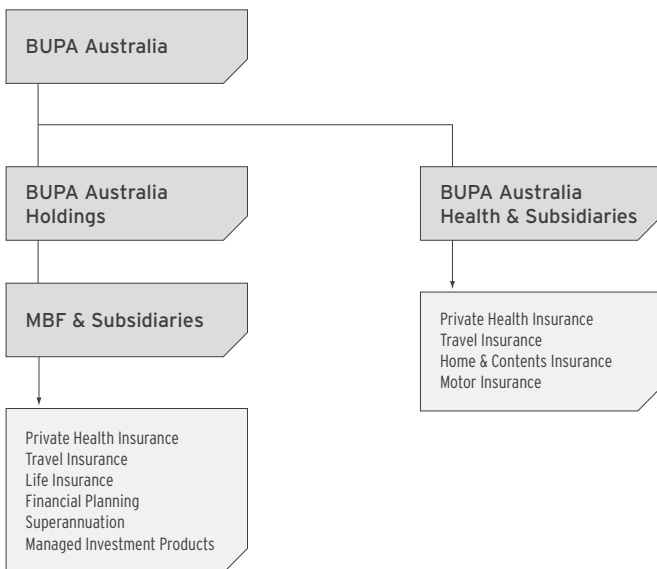 BUPA Australia
BUPA Australia
Holdings
BUPA Australia
Health & Subsidiaries
MBF & Subsidiaries
Private Health Insurance
Travel Insurance
Home & Contents Insurance
Motor Insurance
Private Health Insurance
Travel Insurance
Life Insurance
Financial Planning
Superannuation
Managed Investment Products